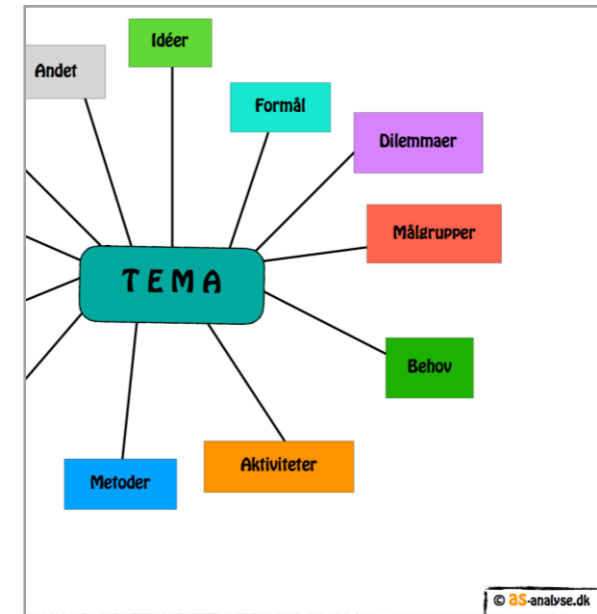 Idéer
Andet
Formål
Dilemmaer
Målgrupper
TEMA
Behov
Aktiviteter
Metoder
© as-analyse.dk